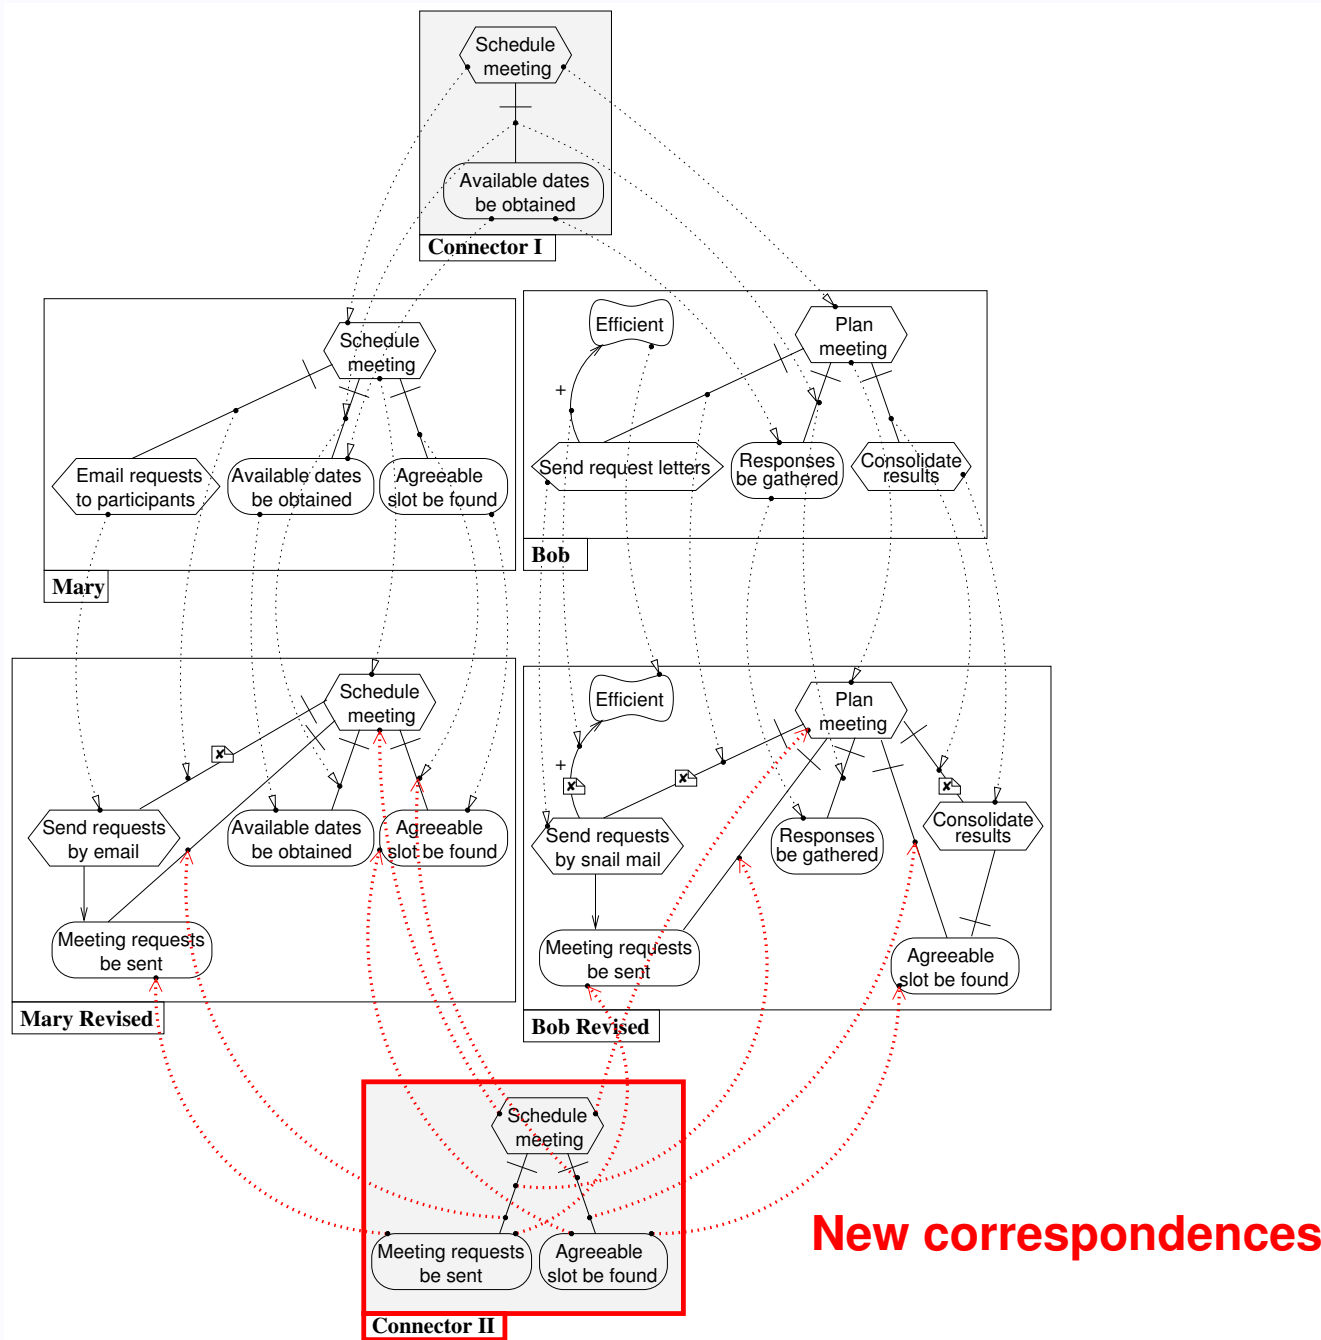 Schedule
meeting
Available dates
be obtained
Connector I
Schedule
meeting
Email requests
to participants
Available dates
be obtained
Agreeable
slot be found
Mary
Efficient
+
Plan
meeting
Send request letters
Responses
be gathered
Consolidate
results
Bob
Schedule
meeting
x
Send requests
by email
Available dates
be obtained
Agreeable
slot be found
Meeting requests
be sent
Mary Revised
Efficient
+
x
x
x
Plan
meeting
Send requests
by snail mail
Responses
be gathered
Consolidate
results
Meeting requests
be sent
Agreeable
slot be found
Bob Revised
Schedule
meeting
Meeting requests
be sent
Agreeable
slot be found
Connector II
New correspondences